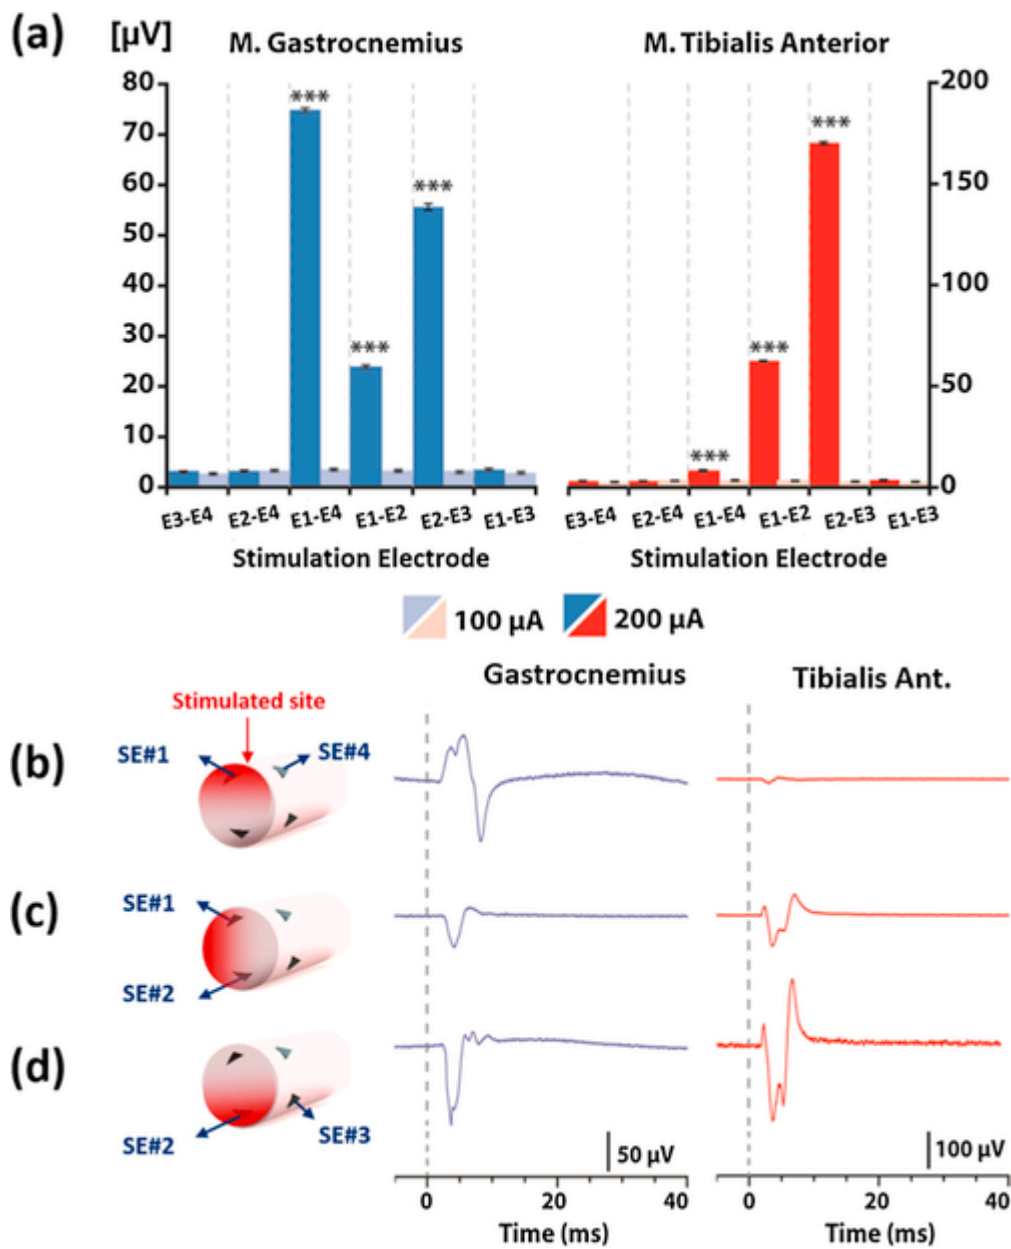 (a)
[µV]
M. Gastrocnemius
M. Tibialis Anterior
80
70
60
50
40
30
20
10
0
***
***
***
200
150
100
50
0
***
***
***
E3-E4
E2-E4
E1-E4
E1-E2
E2-E3
E1-E3
E3-E4
E2-E4
E1-E4
E1-E2
E2-E3
E1-E3
Stimulation Electrode
Stimulation Electrode
100 µA
200 µA
Gastrocnemius
Tibialis Ant.
Stimulated site
(b)
SE#1
SE#4
(c)
SE#1
SE#2
(d)
SE#2
SE#3
50 µV
100 µV
0
20
40
0
20
40
Time (ms)
Time (ms)